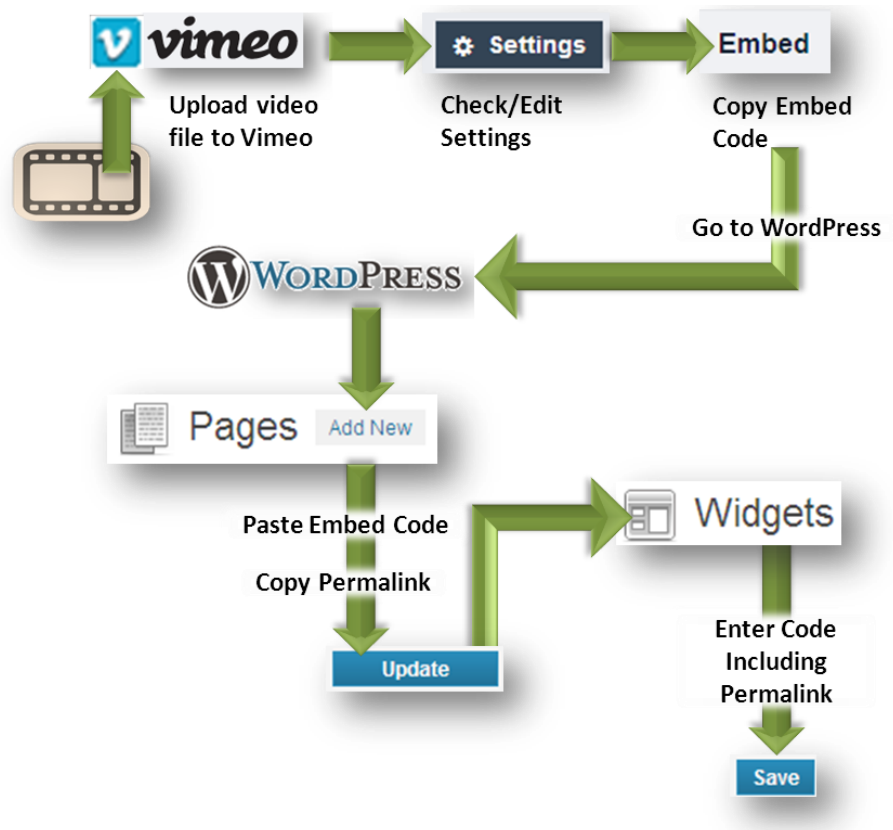 vimeo
Settings
Embed
Upload video
file to Vimeo
Check/Edit
Settings
Copy Embed
Code
Go to WordPress
WORDPRESS
Pages
Add New
Paste Embed Code
Copy Permalink
Update
Widgets
Enter Code
Including
Permalink
Save